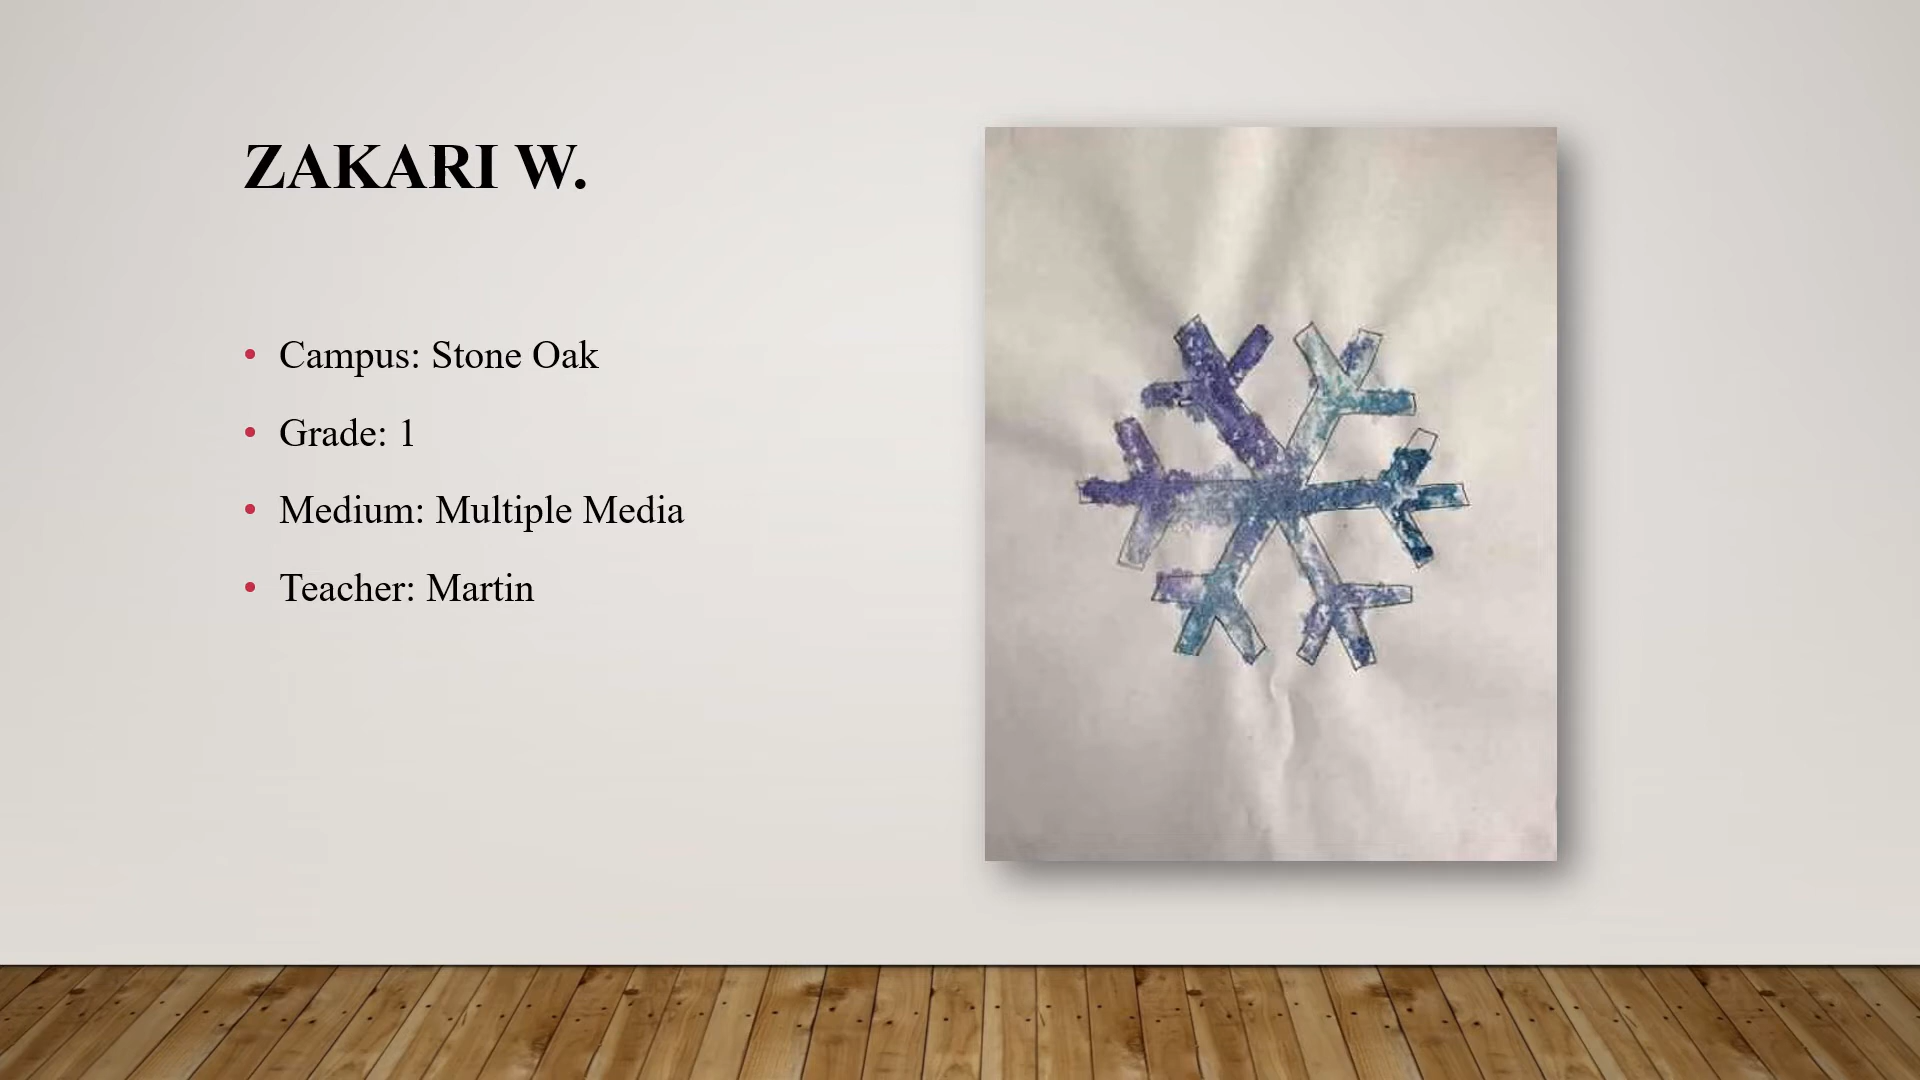 ZAKARI W.
Campus: Stone Oak
Grade: 1
Medium: Multiple Media
Teacher: Martin